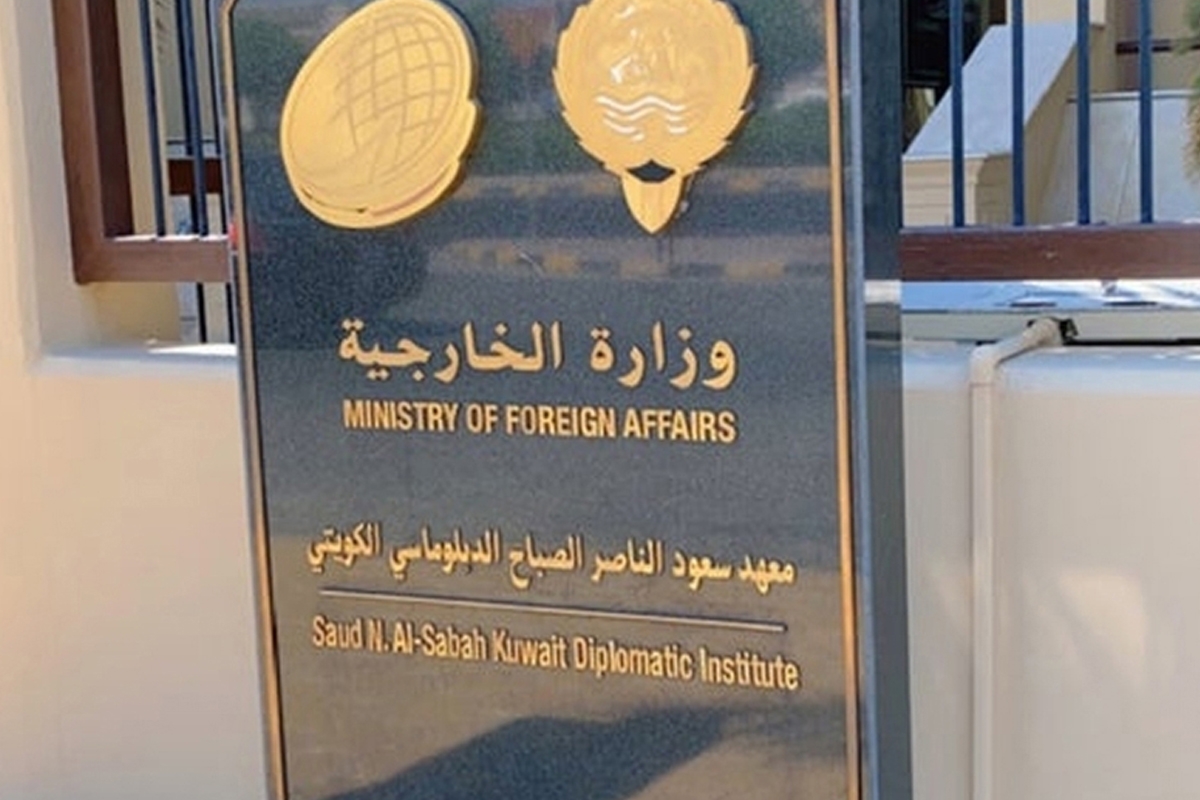 وزارة الخارجية
MINISTRY OF FOREIGN AFFAIRS
معهد سعود الناصر الصباح الدبلوماسي الكويتي
Saud N. Al-Sabah Kuwait Diplomatic Institute